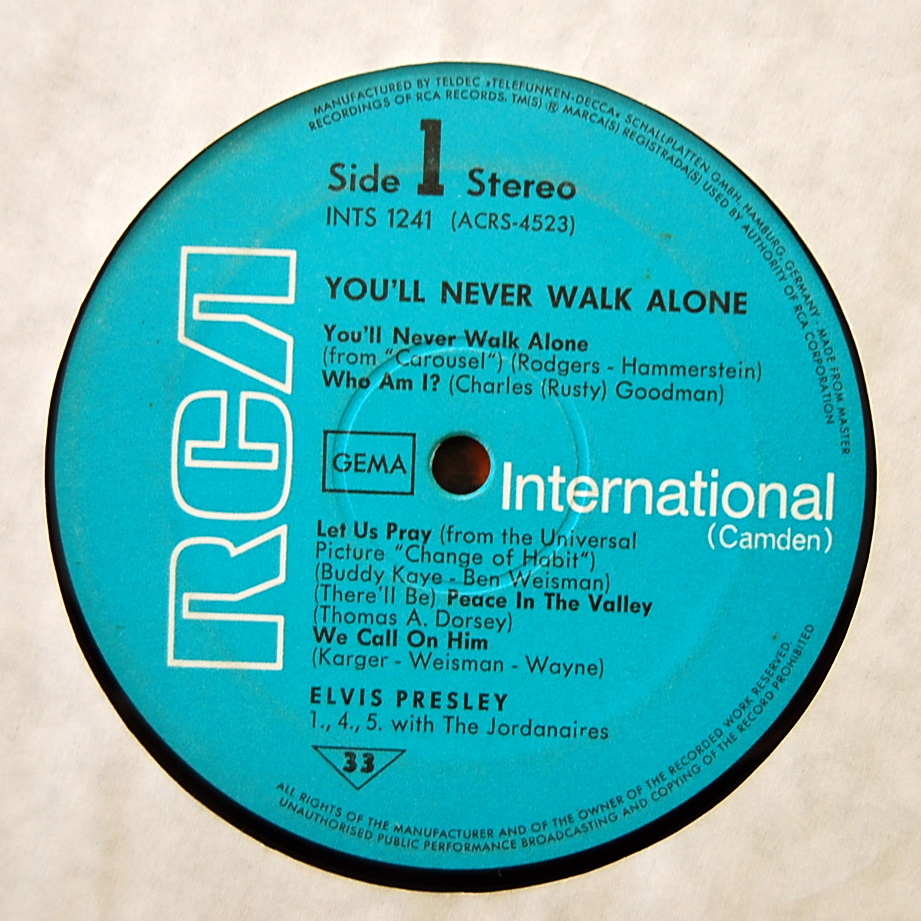 MANUFACTURED BY TELDEC »TELEFUNKEN-DECCA« SCHALLPLATTEN GMBH, HAMBURG, GERMANY · MADE FROM MASTER
RECORDINGS OF RCA RECORDS. TM(S) ® MARCA(S) REGISTRADA(S) USED BY AUTHORITY OF RCA CORPORATION
Side 1 Stereo
INTS 1241 (ACRS-4523)
RCA
YOU'LL NEVER WALK ALONE
You'll Never Walk Alone
(from "Carousel") (Rodgers - Hammerstein)
Who Am I? (Charles (Rusty) Goodman)
GEMA
International
(Camden)
Let Us Pray (from the Universal
Picture "Change of Habit")
(Buddy Kaye - Ben Weisman)
(There'll Be) Peace In The Valley
(Thomas A. Dorsey)
We Call On Him
(Karger - Weisman - Wayne)
ELVIS PRESLEY
1., 4., 5. with The Jordanaires
33
ALL RIGHTS OF THE MANUFACTURER AND OF THE OWNER OF THE RECORDED WORK RESERVED.
UNAUTHORISED PUBLIC PERFORMANCE BROADCASTING AND COPYING OF THE RECORD PROHIBITED